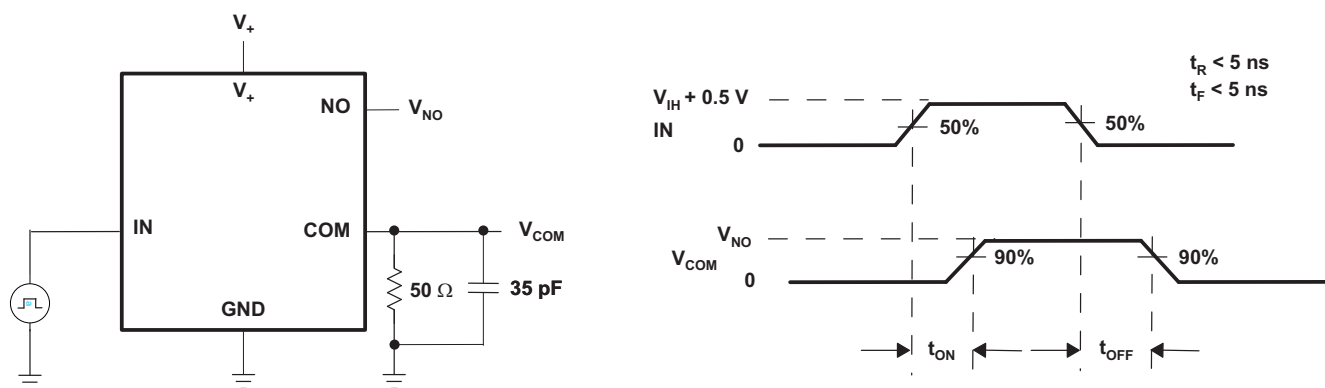 V+
V+
NO
VNO
IN
COM
VCOM
50 Ω
35 pF
GND
tR < 5 ns
tF < 5 ns
VIH + 0.5 V
IN
50%
50%
0
VNO
VCOM
90%
90%
0
tON
tOFF